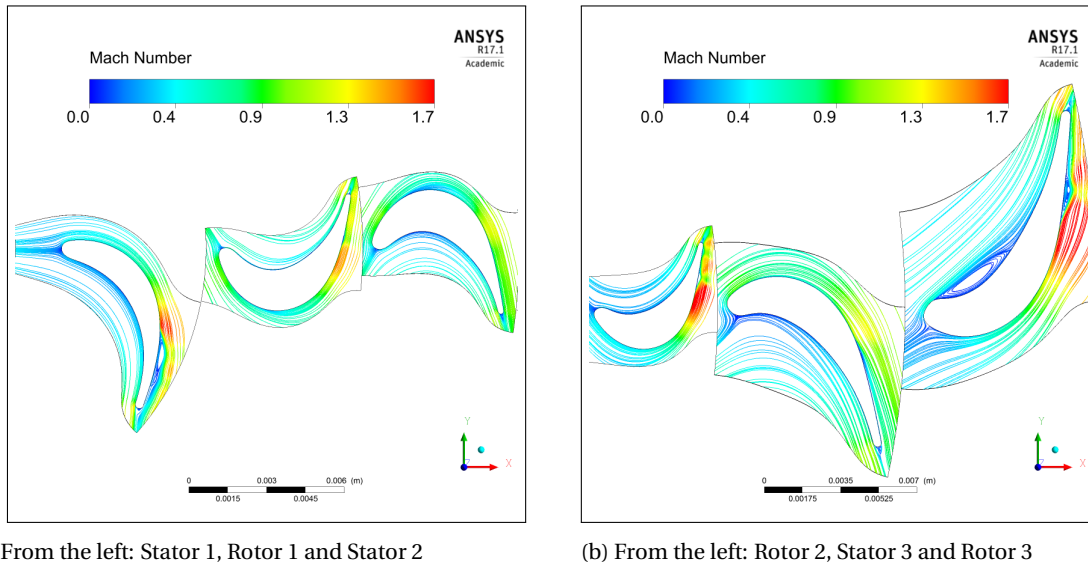 ANSYS
R17.1
Academic
Mach Number
0.0 0.4 0.9 1.3 1.7
Y
Z X
0 0.003 0.006 (m)
0.0015 0.0045
From the left: Stator 1, Rotor 1 and Stator 2
ANSYS
R17.1
Academic
Mach Number
0.0 0.4 0.9 1.3 1.7
Y
Z X
0 0.0035 0.007 (m)
0.00175 0.00525
(b) From the left: Rotor 2, Stator 3 and Rotor 3